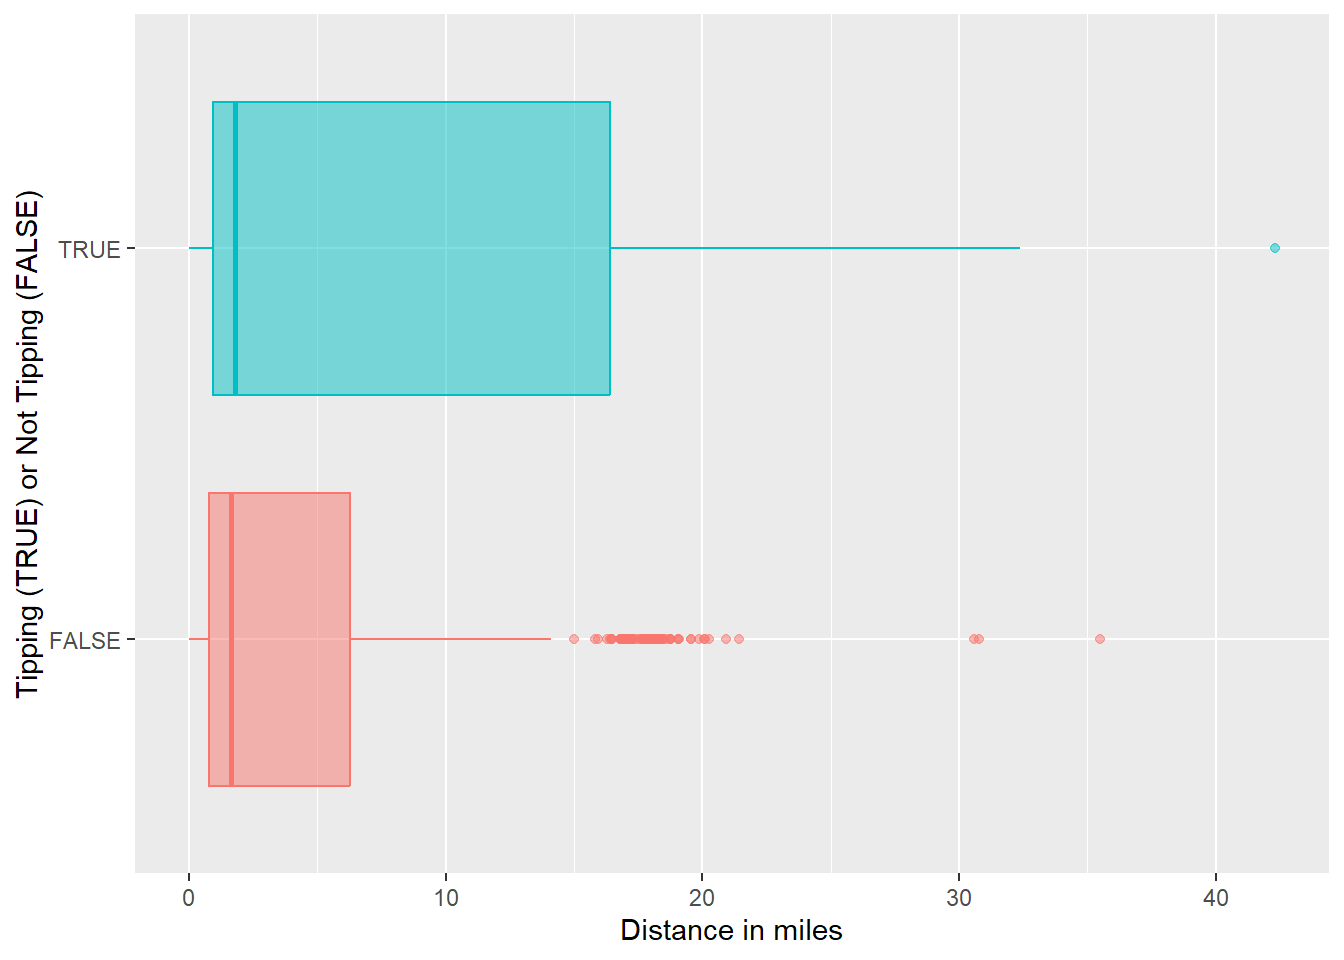 Tipping (TRUE) or Not Tipping (FALSE)
TRUE
FALSE
0 10 20 30 40
Distance in miles